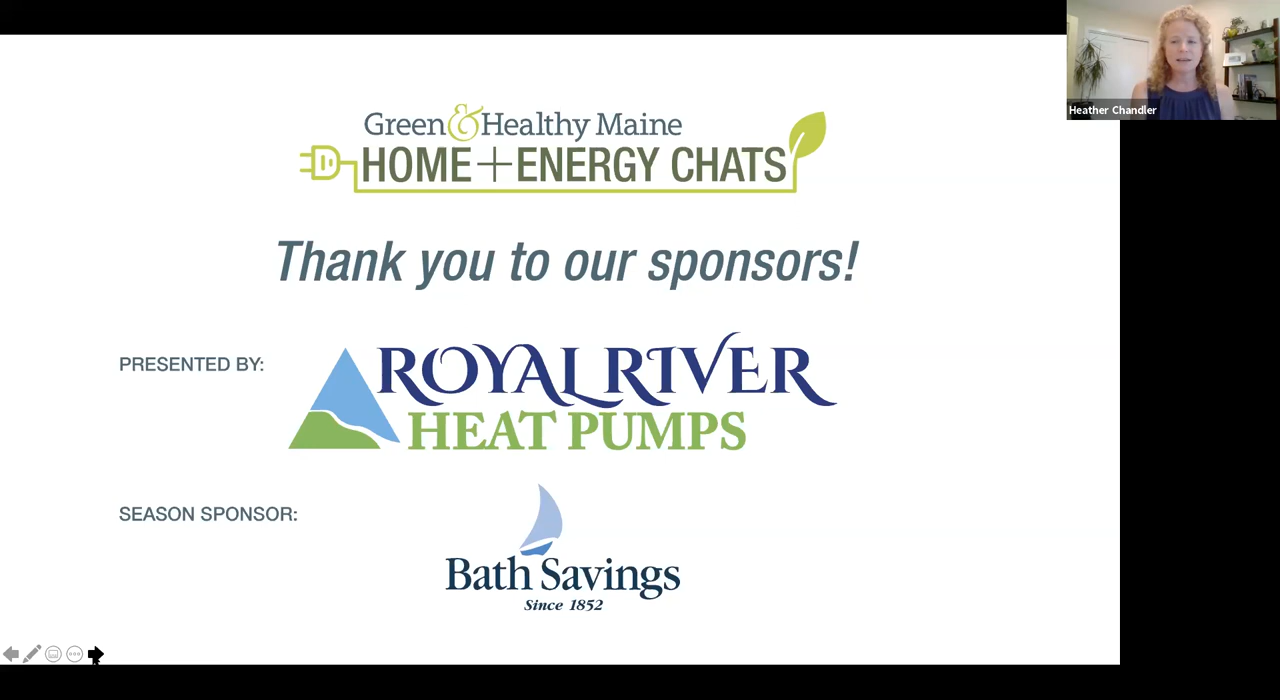 Heather Chandler
Green & Healthy Maine
HOME + ENERGY CHATS
Thank you to our sponsors!
PRESENTED BY:
ROYAL RIVER
HEAT PUMPS
SEASON SPONSOR:
Bath Savings
Since 1852